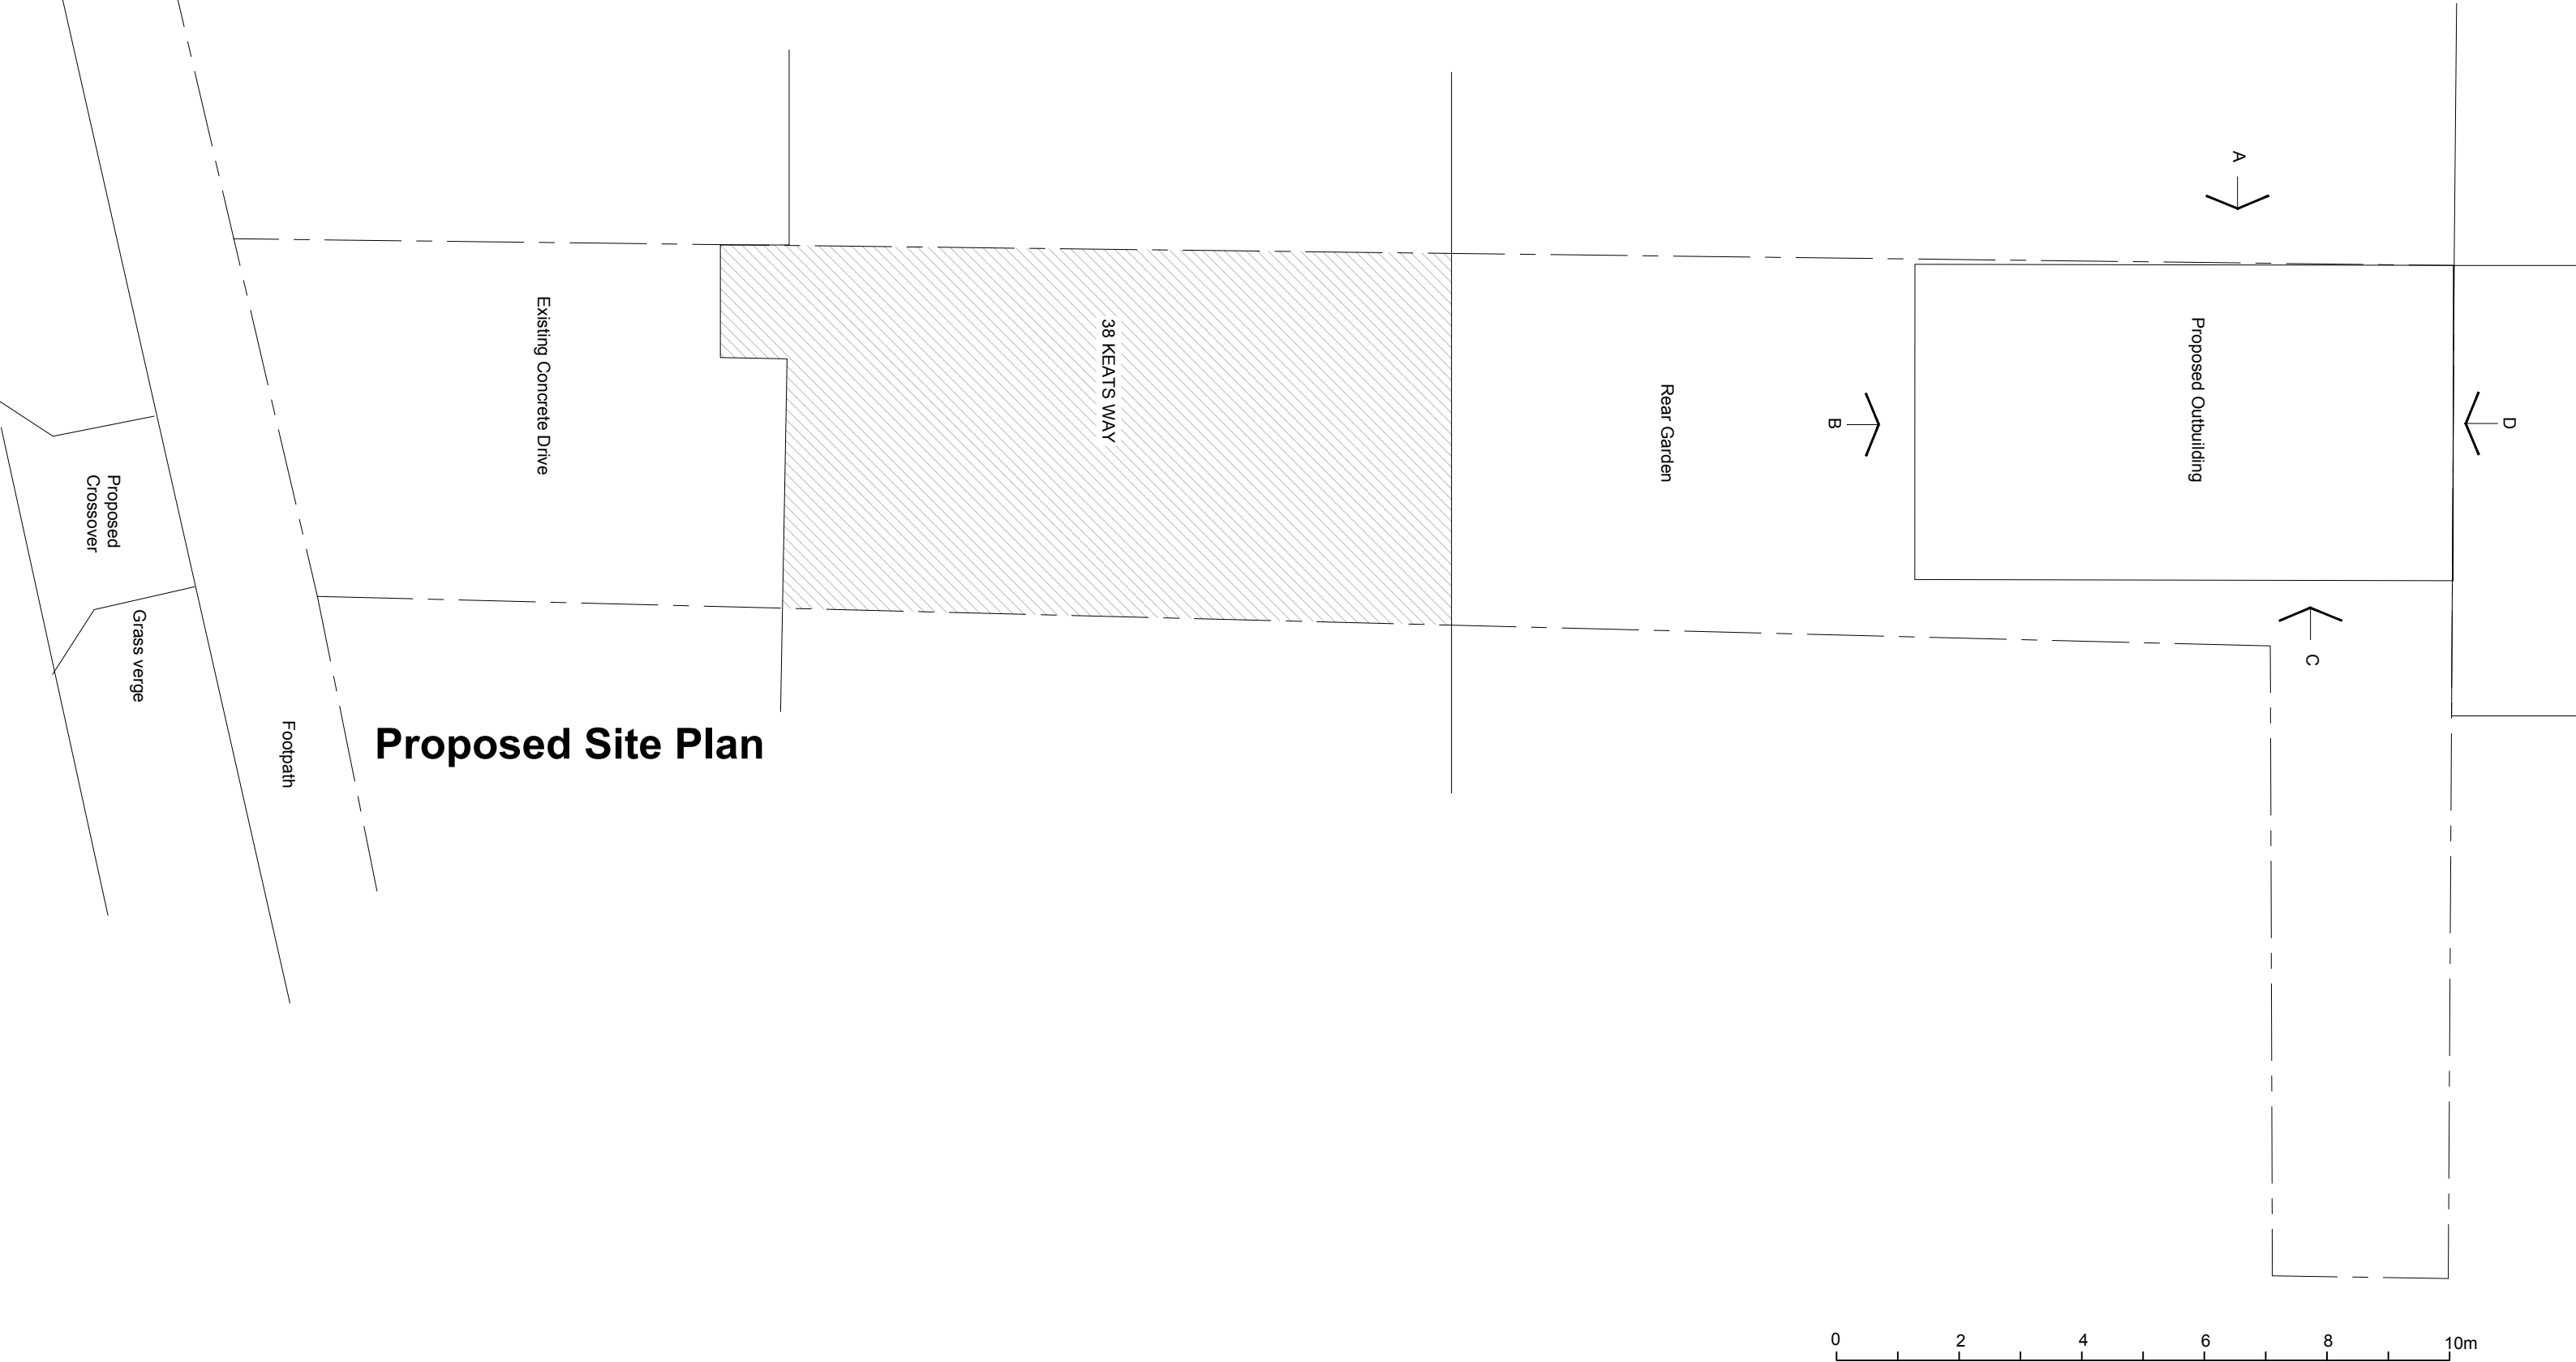 A
Existing Concrete Drive
38 KEATS WAY
Rear Garden
B
Proposed Outbuilding
D
Proposed
Crossover
Grass verge
Footpath
C
Proposed Site Plan
0 2 4 6 8 10m